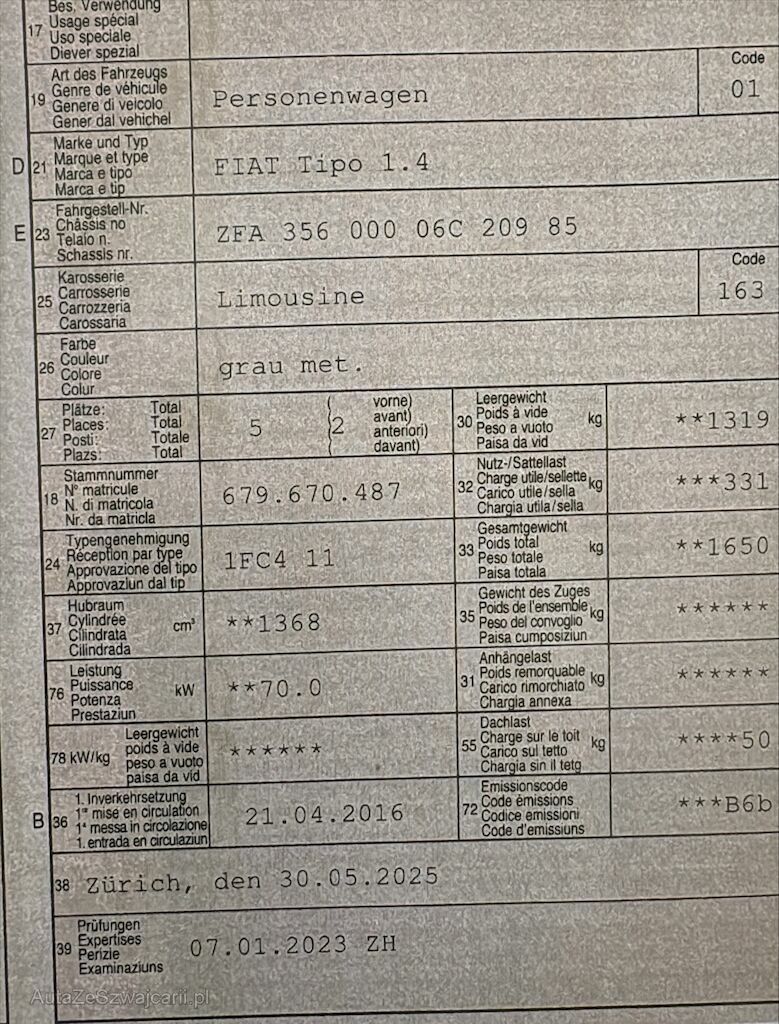 Bes. Verwendung
17 Usage spécial
Uso speciale
Diever spezial
19 Art des Fahrzeugs
Genre de véhicule
Genere di veicolo
Gener dal vehichel
Personenwagen
Code
01
D 21 Marke und Typ
Marque et type
Marca e tipo
Marca e tip
FIAT Tipo 1.4
E 23 Fahrgestell-Nr.
Châssis no
Telaio n.
Schassis nr.
ZFA 356 000 06C 209 85
25 Karosserie
Carrosserie
Carrozzeria
Carossaria
Limousine
Code
163
26 Farbe
Couleur
Colore
Colur
grau met.
27 Plätze: Total
Places: Total
Posti: Totale
Plazs: Total
5 ( 2 vorne)
( avant)
( anteriori)
( davant)
30 Leergewicht
Poids à vide
Peso a vuoto
Paisa da vid
kg
**1319
18 Stammnummer
N° matricule
N. di matricola
Nr. da matricla
679.670.487
32 Nutz-/Sattellast
Charge utile/sellette
Carico utile/sella
Chargia utila/sella
kg
***331
24 Typengenehmigung
Réception par type
Approvazione del tipo
Approvaziun dal tip
1FC4 11
33 Gesamtgewicht
Poids total
Peso totale
Paisa totala
kg
**1650
37 Hubraum
Cylindrée
Cilindrata
Cilindrada
cm³
**1368
35 Gewicht des Zuges
Poids de l'ensemble
Peso del convoglio
Paisa cumposiziun
kg
******
76 Leistung
Puissance
Potenza
Prestaziun
kW
**70.0
31 Anhängelast
Poids remorquable
Carico rimorchiato
Chargia annexa
kg
******
78 kW/kg
Leergewicht
poids à vide
peso a vuoto
paisa da vid
******
55 Dachlast
Charge sur le toit
Carico sul tetto
Chargia sin il tetg
kg
****50
B 36 1. Inverkehrsetzung
1re mise en circulation
1a messa in circolazione
1. entrada en circulaziun
21.04.2016
72 Emissionscode
Code émissions
Codice emissioni
Code d'emissiuns
***B6b
38 Zürich, den 30.05.2025
39 Prüfungen
Expertises
Perizie
Examinaziuns
07.01.2023 ZH
AutaZeSzwajcarii.pl